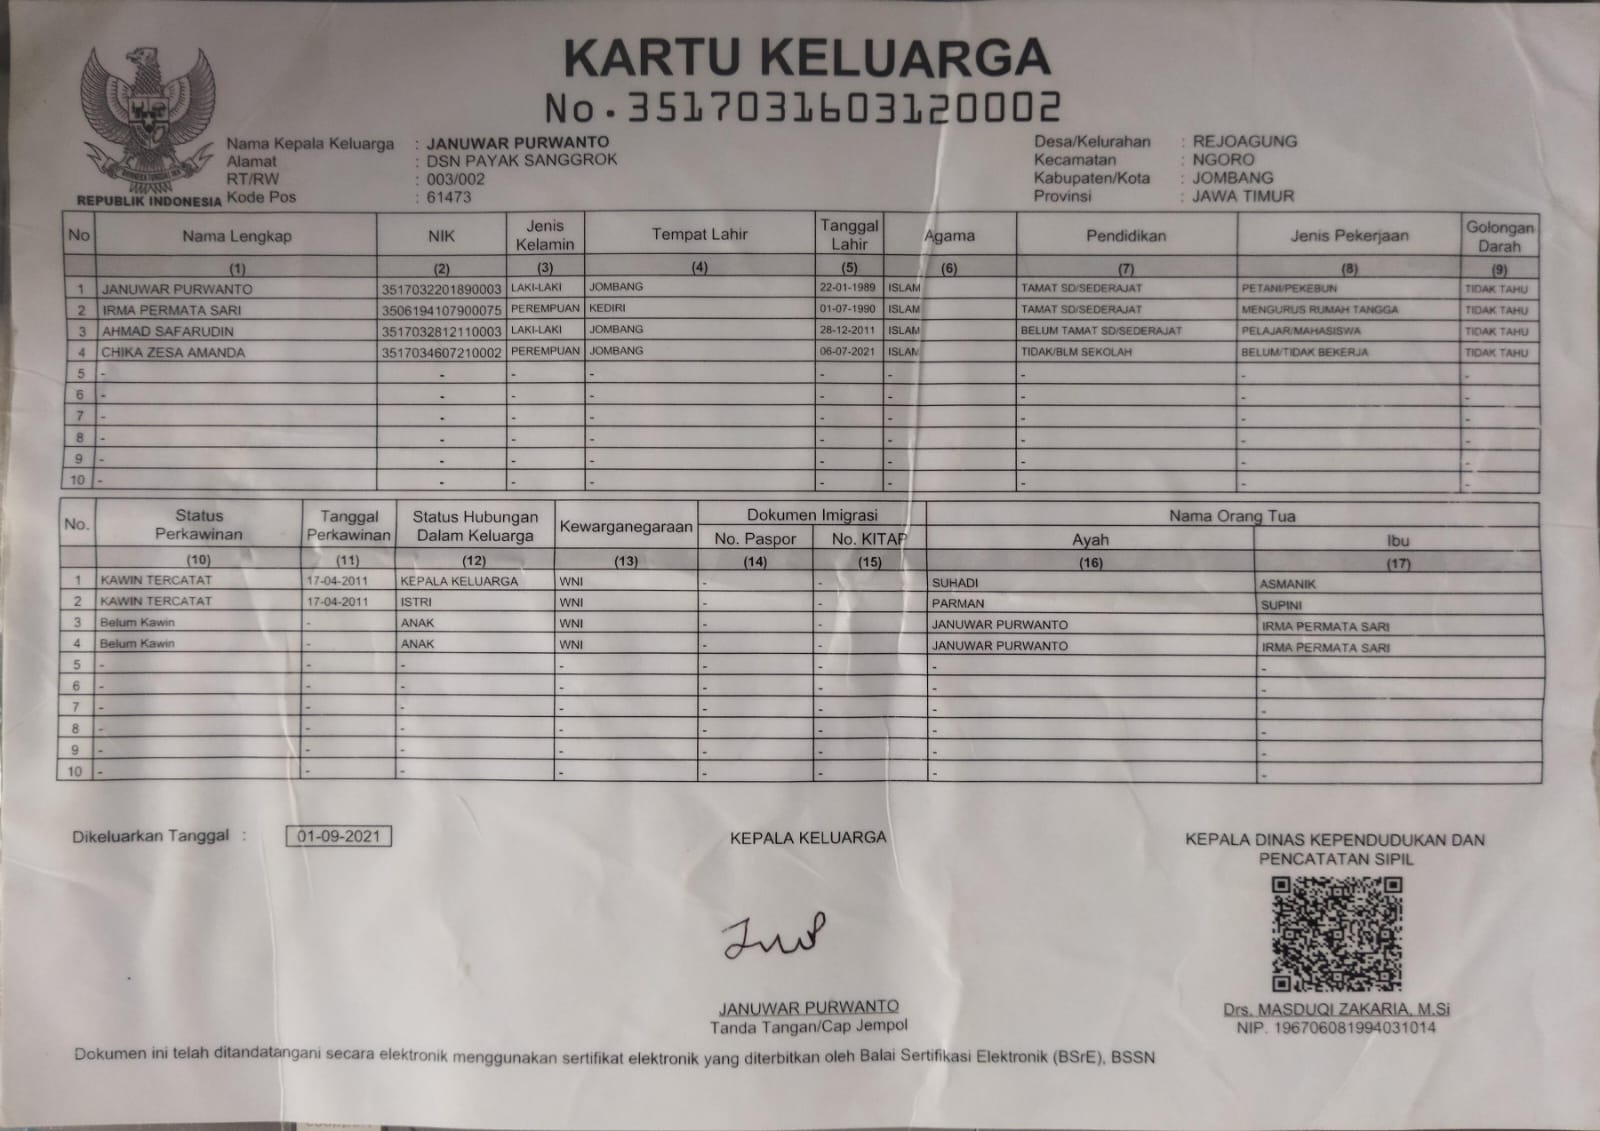 KARTU KELUARGA
No. 3517031603120002
REPUBLIK INDONESIA
Nama Kepala Keluarga : JANUWAR PURWANTO
Alamat : DSN PAYAK SANGGROK
RT/RW : 003/002
Kode Pos : 61473
Desa/Kelurahan : REJOAGUNG
Kecamatan : NGORO
Kabupaten/Kota : JOMBANG
Provinsi : JAWA TIMUR
No Nama Lengkap NIK Jenis Kelamin Tempat Lahir Tanggal Lahir Agama Pendidikan Jenis Pekerjaan Golongan Darah
(1) (2) (3) (4) (5) (6) (7) (8) (9)
1 JANUWAR PURWANTO 3517032201890003 LAKI-LAKI JOMBANG 22-01-1989 ISLAM TAMAT SD/SEDERAJAT PETANI/PEKEBUN TIDAK TAHU
2 IRMA PERMATA SARI 3506194107900075 PEREMPUAN KEDIRI 01-07-1990 ISLAM TAMAT SD/SEDERAJAT MENGURUS RUMAH TANGGA TIDAK TAHU
3 AHMAD SAFARUDIN 3517032812110003 LAKI-LAKI JOMBANG 28-12-2011 ISLAM BELUM TAMAT SD/SEDERAJAT PELAJAR/MAHASISWA TIDAK TAHU
4 CHIKA ZESA AMANDA 3517034607210002 PEREMPUAN JOMBANG 06-07-2021 ISLAM TIDAK/BLM SEKOLAH BELUM/TIDAK BEKERJA TIDAK TAHU
5 - - - - - - - - -
6 - - - - - - - - -
7 - - - - - - - - -
8 - - - - - - - - -
9 - - - - - - - - -
10 - - - - - - - - -
No. Status Perkawinan Tanggal Perkawinan Status Hubungan Dalam Keluarga Kewarganegaraan Dokumen Imigrasi Nama Orang Tua
No. Paspor No. KITAP Ayah Ibu
(10) (11) (12) (13) (14) (15) (16) (17)
1 KAWIN TERCATAT 17-04-2011 KEPALA KELUARGA WNI - - SUHADI ASMANIK
2 KAWIN TERCATAT 17-04-2011 ISTRI WNI - - PARMAN SUPINI
3 Belum Kawin - ANAK WNI - - JANUWAR PURWANTO IRMA PERMATA SARI
4 Belum Kawin - ANAK WNI - - JANUWAR PURWANTO IRMA PERMATA SARI
5 - - - - - - - -
6 - - - - - - - -
7 - - - - - - - -
8 - - - - - - - -
9 - - - - - - - -
10 - - - - - - - -
Dikeluarkan Tanggal : 01-09-2021
KEPALA KELUARGA
JANUWAR PURWANTO
Tanda Tangan/Cap Jempol
KEPALA DINAS KEPENDUDUKAN DAN
PENCATATAN SIPIL
Drs. MASDUQI ZAKARIA, M.Si
NIP. 196706081994031014
Dokumen ini telah ditandatangani secara elektronik menggunakan sertifikat elektronik yang diterbitkan oleh Balai Sertifikasi Elektronik (BSrE), BSSN